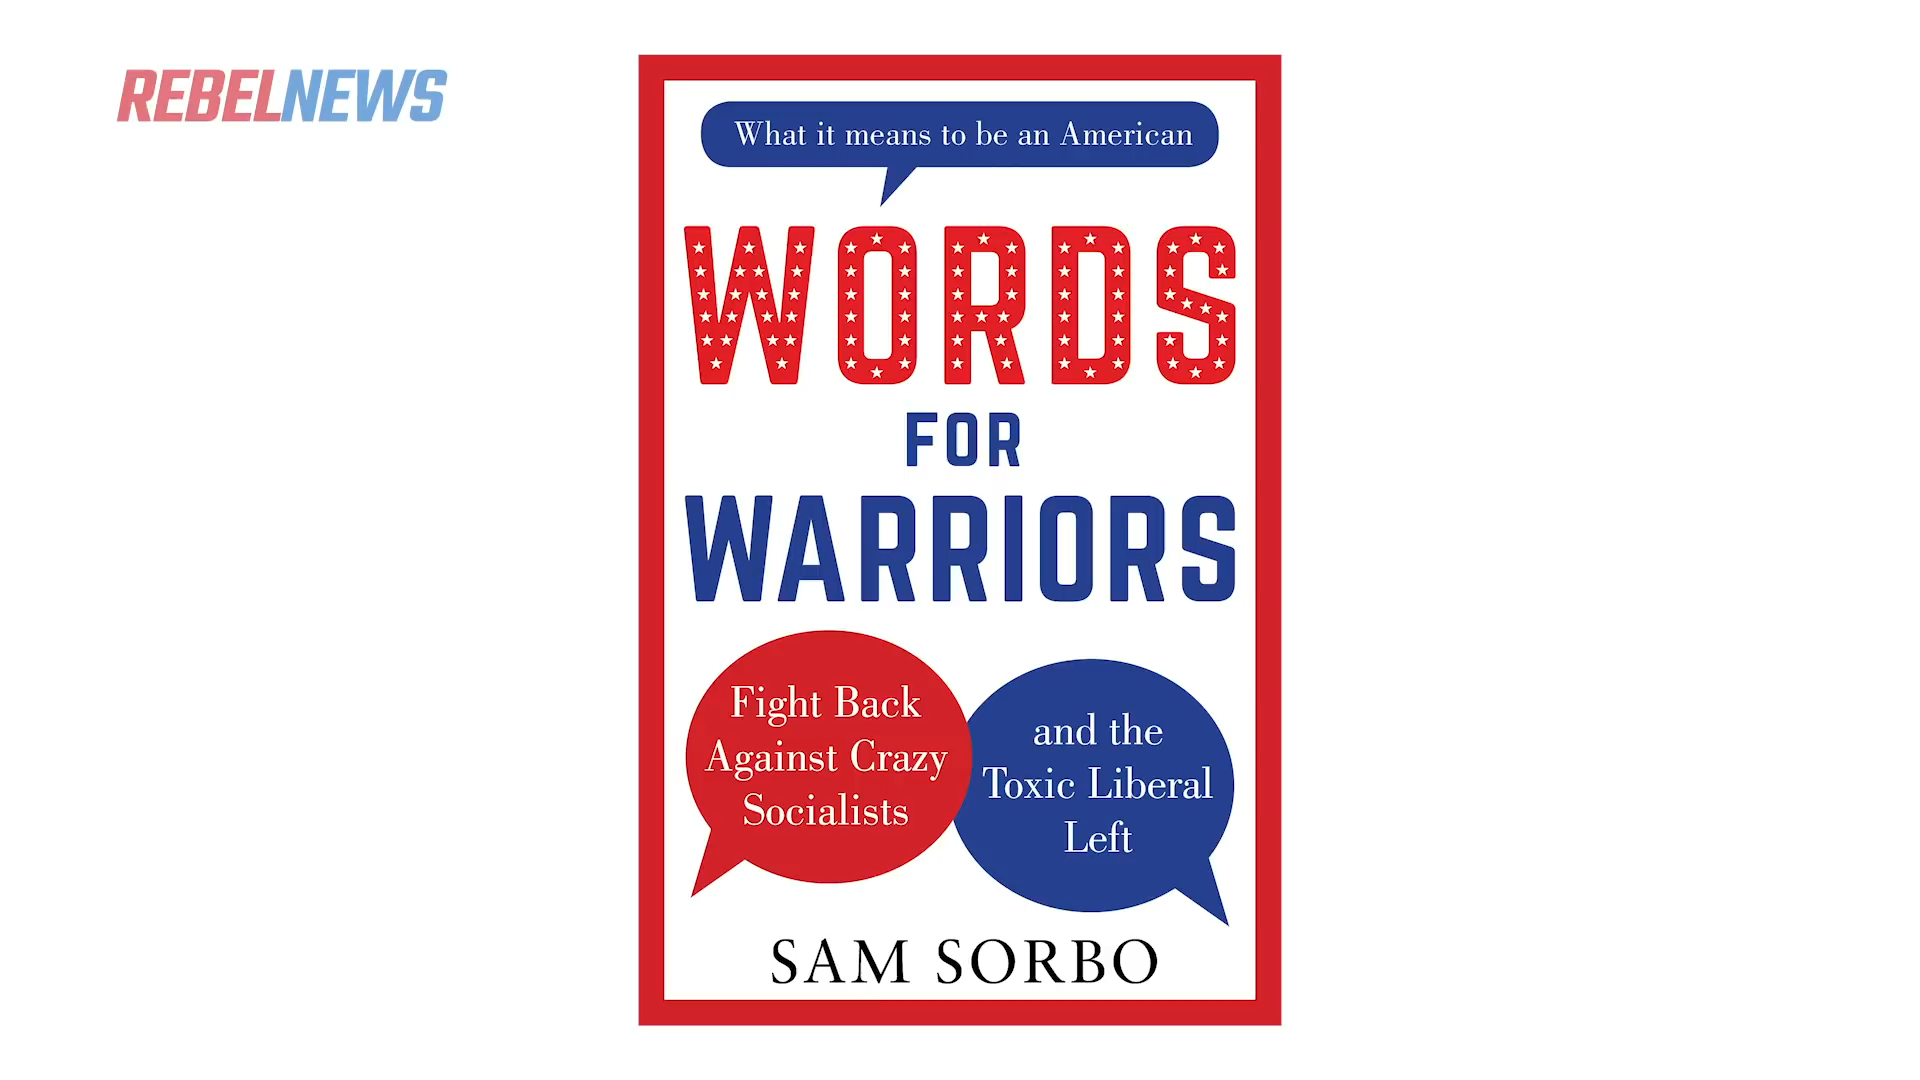 REBELNEWS
What it means to be an American
WORDS
FOR
WARRIORS
Fight Back
Against Crazy
Socialists
and the
Toxic Liberal
Left
SAM SORBO